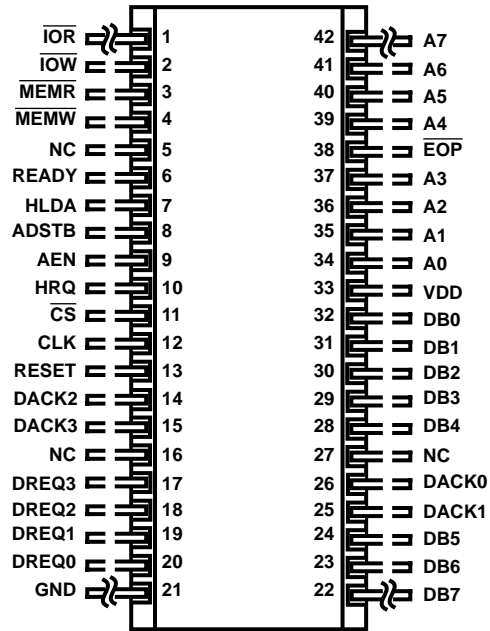 IOR 1 42 A7
IOW 2 41 A6
MEMR 3 40 A5
MEMW 4 39 A4
NC 5 38 EOP
READY 6 37 A3
HLDA 7 36 A2
ADSTB 8 35 A1
AEN 9 34 A0
HRQ 10 33 VDD
CS 11 32 DB0
CLK 12 31 DB1
RESET 13 30 DB2
DACK2 14 29 DB3
DACK3 15 28 DB4
NC 16 27 NC
DREQ3 17 26 DACK0
DREQ2 18 25 DACK1
DREQ1 19 24 DB5
DREQ0 20 23 DB6
GND 21 22 DB7